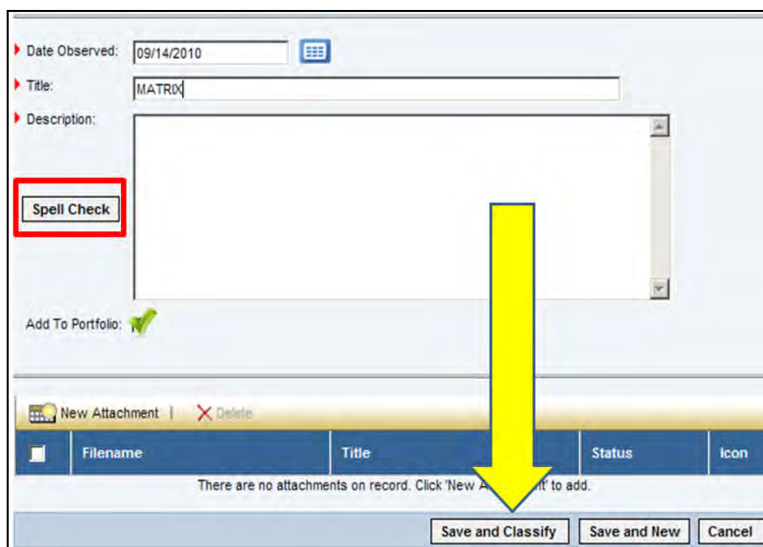 Date Observed: 09/14/2010
Title: MATRIX
Description:
Spell Check
Add To Portfolio:
New Attachment | Delete
Filename Title Status Icon
There are no attachments on record. Click 'New to add.
Save and Classify Save and New Cancel